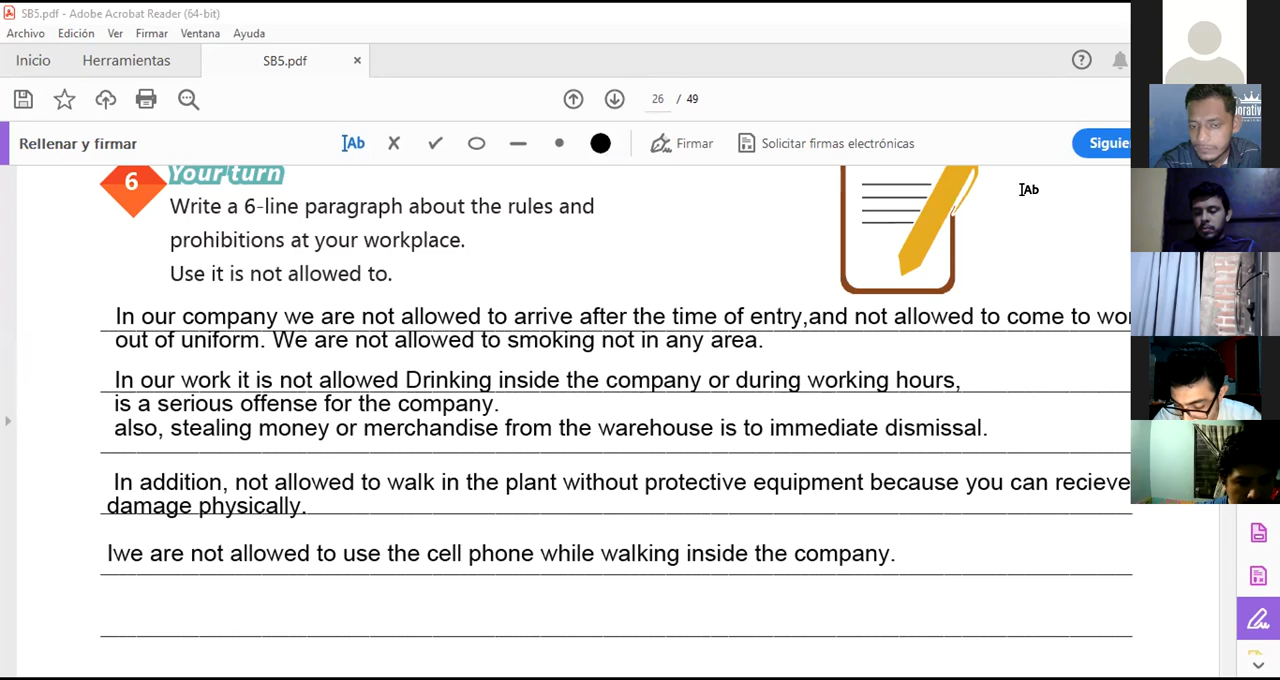 SB5.pdf - Adobe Acrobat Reader (64-bit)
Archivo Edición Ver Firmar Ventana Ayuda
Inicio Herramientas SB5.pdf ×
26 / 49
Rellenar y firmar IAb Firmar Solicitar firmas electrónicas Siguie
6 Your turn
IAb
Write a 6-line paragraph about the rules and
prohibitions at your workplace.
Use it is not allowed to.
In our company we are not allowed to arrive after the time of entry,and not allowed to come to wor
out of uniform. We are not allowed to smoking not in any area.
In our work it is not allowed Drinking inside the company or during working hours,
is a serious offense for the company.
also, stealing money or merchandise from the warehouse is to immediate dismissal.
In addition, not allowed to walk in the plant without protective equipment because you can recieve
damage physically.
Iwe are not allowed to use the cell phone while walking inside the company.